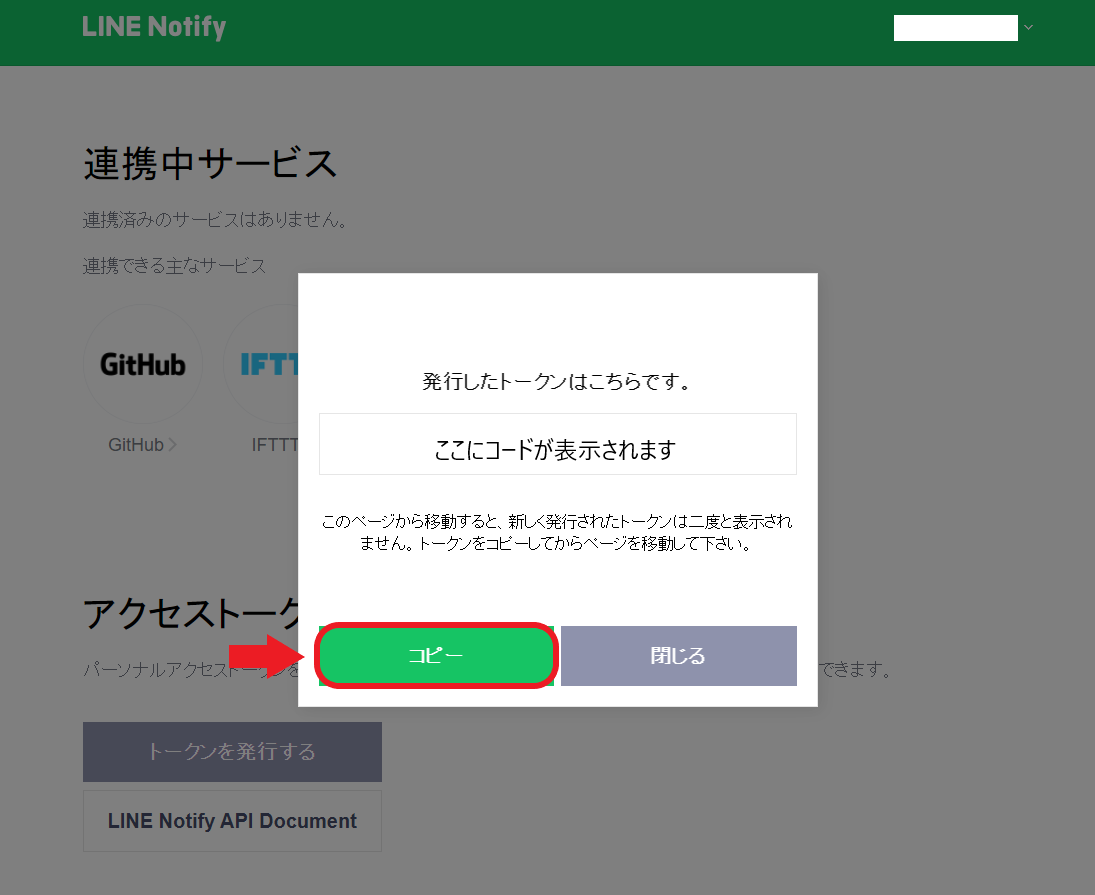 LINE Notify
連携中サービス
連携済みのサービスはありません。
連携できる主なサービス
GitHub
IFTT
GitHub
IFTTT
発行したトークンはこちらです。
ここにコードが表示されます
このページから移動すると、新しく発行されたトークンは二度と表示され
ません。トークンをコピーしてからページを移動して下さい。
コピー
閉じる
アクセストーク
パーソナルアクセストークンを
できます。
トークンを発行する
LINE Notify API Document